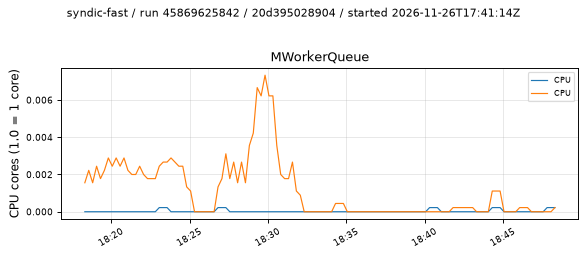 syndic-fast / run 45869625842 / 20d395028904 / started 2026-11-26T17:41:14Z
MWorkerQueue
CPU cores (1.0 = 1 core)
0.006
0.004
0.002
0.000
CPU
CPU
18:20
18:25
18:30
18:35
18:40
18:45